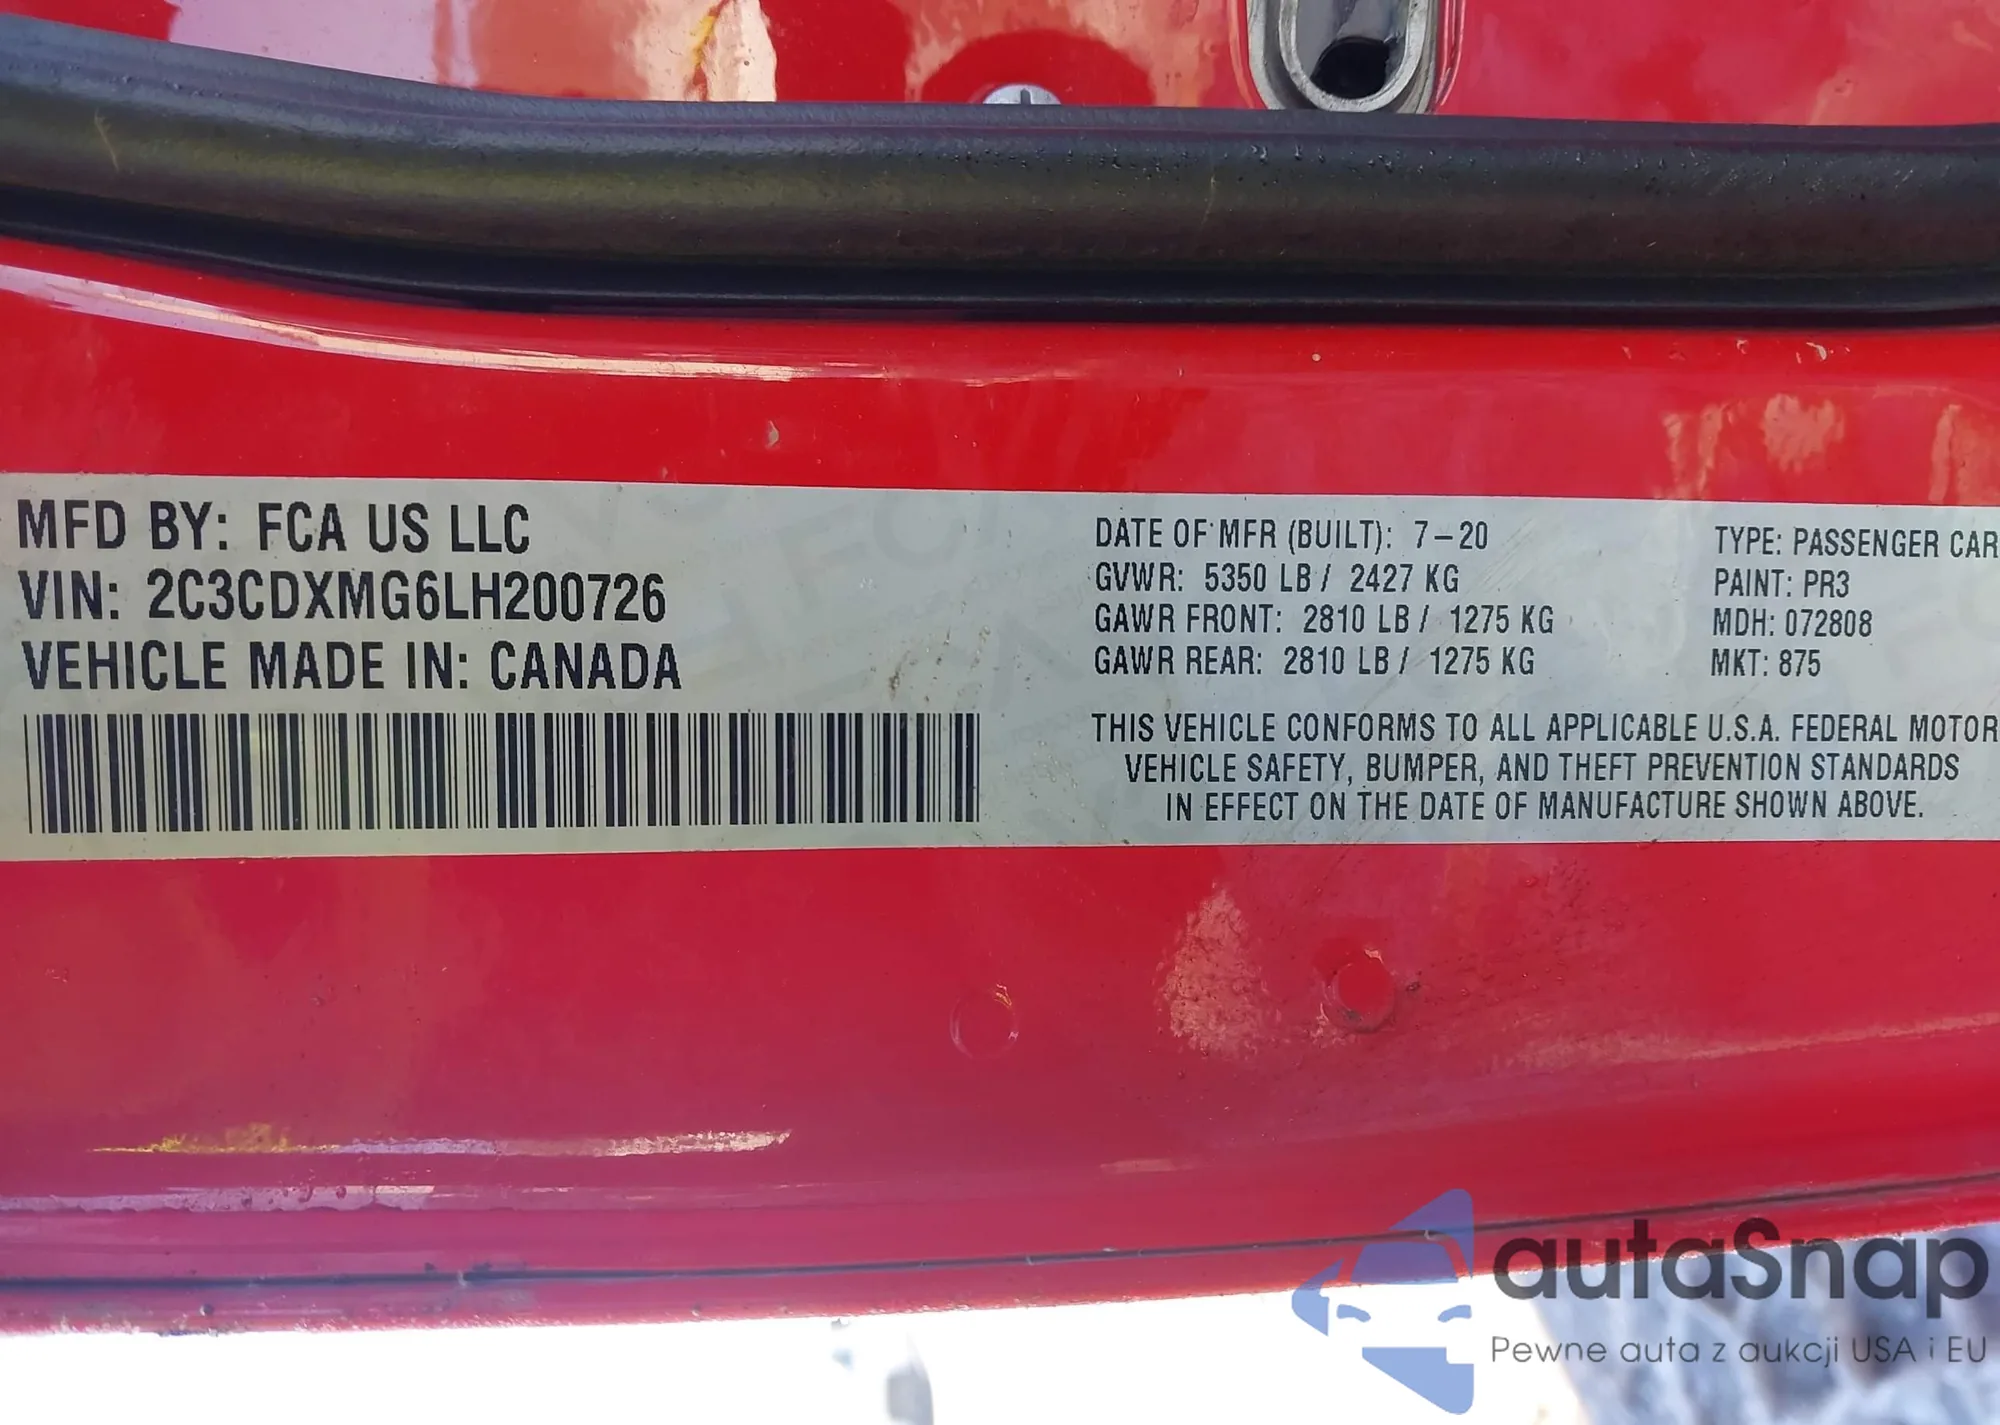 MFD BY: FCA US LLC
VIN: 2C3CDXMG6LH200726
VEHICLE MADE IN: CANADA
DATE OF MFR (BUILT): 7-20
GVWR: 5350 LB / 2427 KG
GAWR FRONT: 2810 LB / 1275 KG
GAWR REAR: 2810 LB / 1275 KG
TYPE: PASSENGER CAR
PAINT: PR3
MDH: 072808
MKT: 875
THIS VEHICLE CONFORMS TO ALL APPLICABLE U.S.A. FEDERAL MOTOR
VEHICLE SAFETY, BUMPER, AND THEFT PREVENTION STANDARDS
IN EFFECT ON THE DATE OF MANUFACTURE SHOWN ABOVE.
autaSnap
Pewne auta z aukcji USA i EU